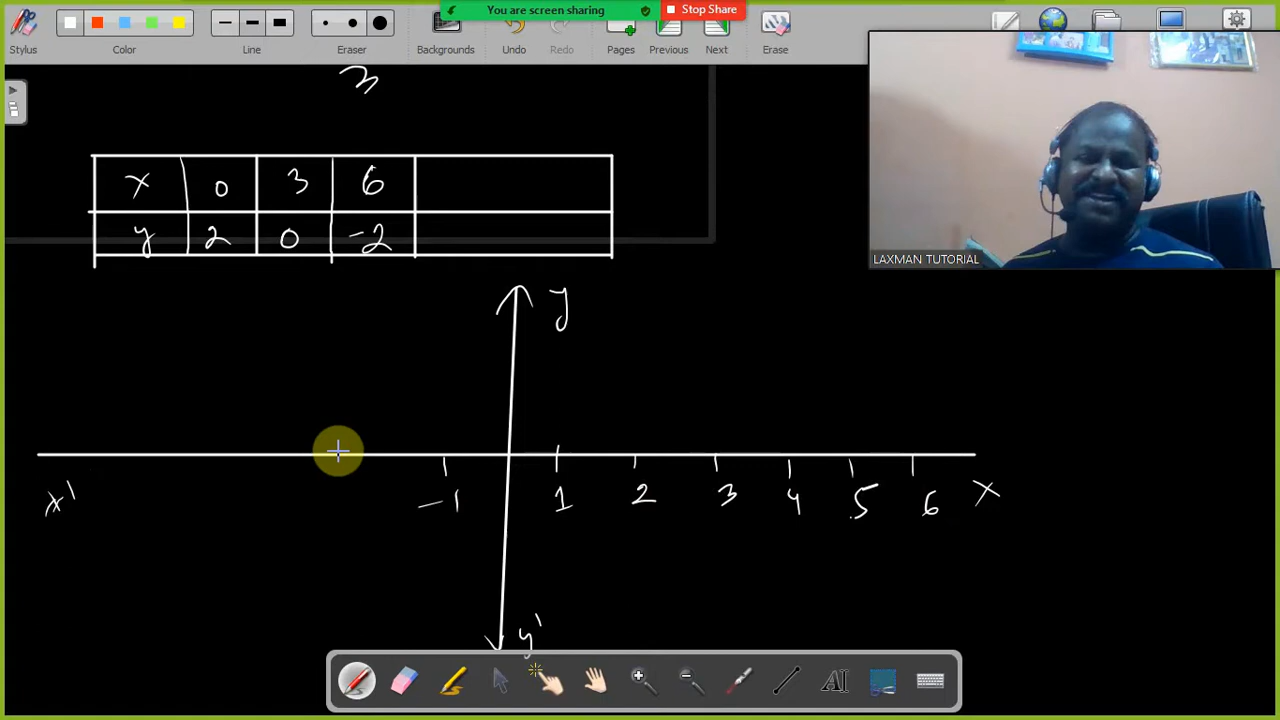 You are screen sharing Stop Share
Stylus Color Line Eraser Backgrounds Undo Redo Pages Previous Next Erase
3
x 0 3 6
y 2 0 -2
LAXMAN TUTORIAL
y
-1 1 2 3 4 5 6 x
x'
y'
AI